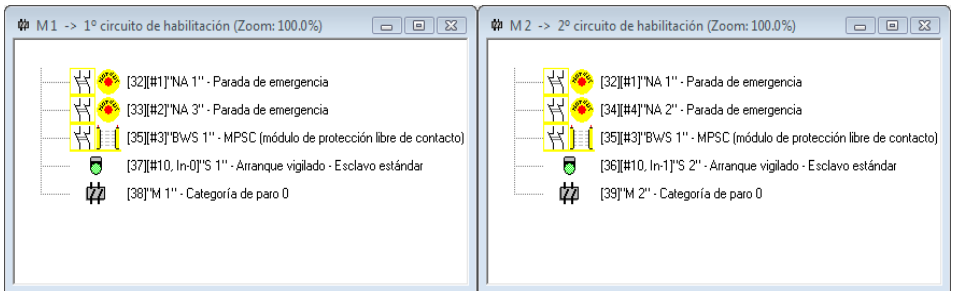 M 1 -> 1º circuito de habilitación (Zoom: 100.0%)
[32][#1]"NA 1" - Parada de emergencia
[33][#2]"NA 3" - Parada de emergencia
[35][#3]"BWS 1" - MPSC (módulo de protección libre de contacto)
[37][#10, In-0]"S 1" - Arranque vigilado - Esclavo estándar
[38]"M 1" - Categoría de paro 0
M 2 -> 2º circuito de habilitación (Zoom: 100.0%)
[32][#1]"NA 1" - Parada de emergencia
[34][#4]"NA 2" - Parada de emergencia
[35][#3]"BWS 1" - MPSC (módulo de protección libre de contacto)
[36][#10, In-1]"S 2" - Arranque vigilado - Esclavo estándar
[39]"M 2" - Categoría de paro 0